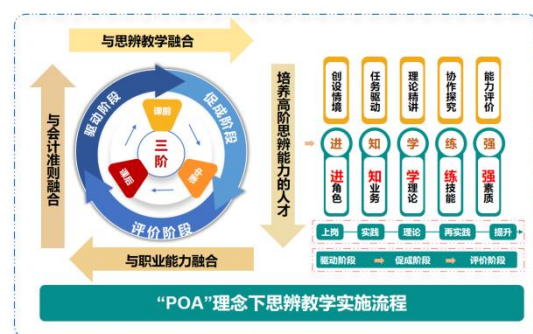 与思辨教学融合
与会计准则融合
驱动阶段
促成阶段
评价阶段
课前
课中
课后
三
阶
与职业能力融合
培养高阶思辨能力的人才
创设情境
任务驱动
理论精讲
协作探究
能力评价
进
知
学
练
强
进角色
知业务
学理论
练技能
强素质
上岗
实践
理论
再实践
提升
驱动阶段
促成阶段
评价阶段
“POA”理念下思辨教学实施流程